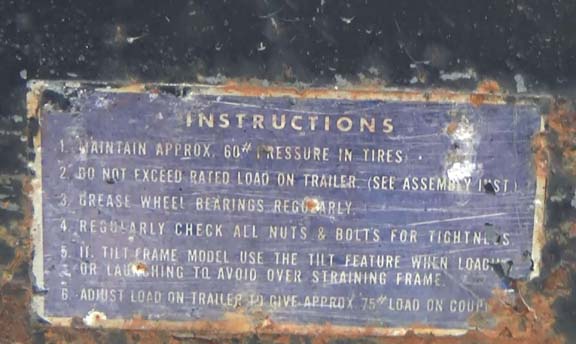 INSTRUCTIONS
1. MAINTAIN APPROX. 60# PRESSURE IN TIRES.
2. DO NOT EXCEED RATED LOAD ON TRAILER. (SEE ASSEMBLY INST.)
3. GREASE WHEEL BEARINGS REGULARLY.
4. REGULARLY CHECK ALL NUTS & BOLTS FOR TIGHTNESS
5. IF TILT FRAME MODEL USE THE TILT FEATURE WHEN
OR LAUNCHING TO AVOID OVER STRAINING FRAME.
6. ADJUST LOAD ON TRAILER TO GIVE APPROX 75# LOAD ON